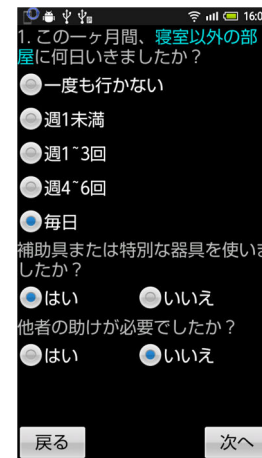 16:0
1. この一ヶ月間、寝室以外の部
屋に何日いきましたか？
一度も行かない
週1未満
週1~3回
週4~6回
毎日
補助具または特別な器具を使いま
したか？
はい いいえ
他者の助けが必要でしたか？
はい いいえ
戻る 次へ